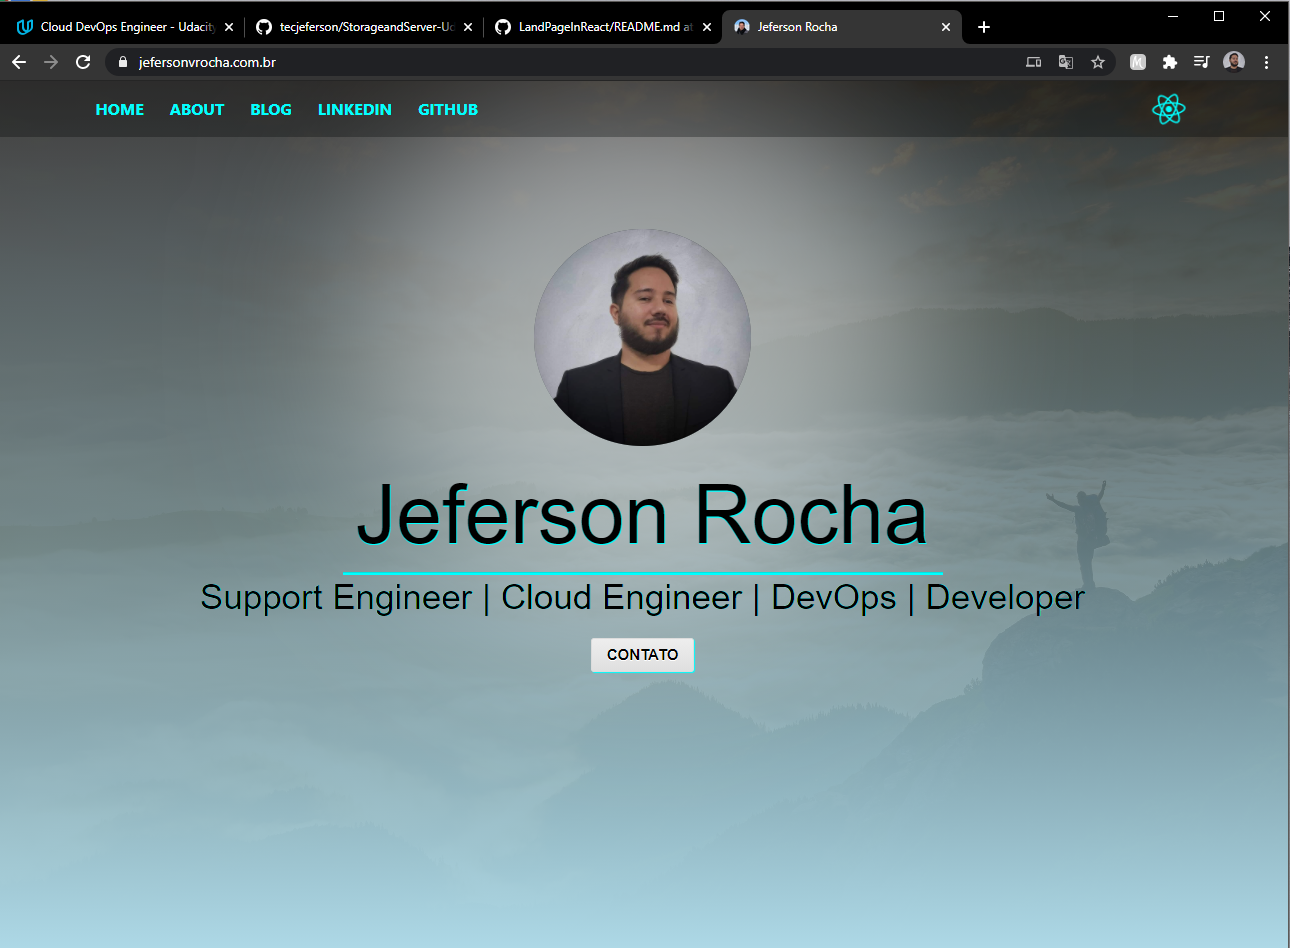 Cloud DevOps Engineer - Udacity
tecjeferson/StorageandServer-Ud
LandPageInReact/README.md at
Jeferson Rocha
jefersonvrocha.com.br
HOME ABOUT BLOG LINKEDIN GITHUB
Jeferson Rocha
Support Engineer | Cloud Engineer | DevOps | Developer
CONTATO